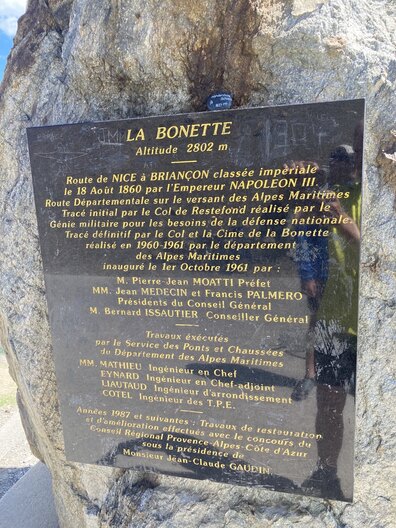 LA BONETTE
Altitude 2802 m
Route de NICE à BRIANÇON classée impériale
le 18 Août 1860 par l'Empereur NAPOLEON III.
Route Départementale sur le versant des Alpes Maritimes
Tracé initial par le Col de Restefond réalisé par le
Génie militaire pour les besoins de la défense nationale.
Tracé définitif par le Col et la Cime de la Bonette
réalisé en 1960-1961 par le département
des Alpes Maritimes
inauguré le 1er Octobre 1961 par :
M. Pierre-Jean MOATTI Préfet
MM. Jean MEDECIN et Francis PALMERO
Présidents du Conseil Général
M. Bernard ISSAUTIER Conseiller Général
Travaux éxécutés
par le Service des Ponts et Chaussées
du Département des Alpes Maritimes
MM. MATHIEU Ingénieur en Chef
EYNARD Ingénieur en Chef-adjoint
LIAUTAUD Ingénieur d'arrondissement
COTEL Ingénieur des T.P.E.
Années 1987 et suivantes : Travaux de restauration
et d'amélioration effectués avec le concours du
Conseil Régional Provence-Alpes-Côte d'Azur
sous la présidence de
Monsieur Jean-Claude GAUDIN